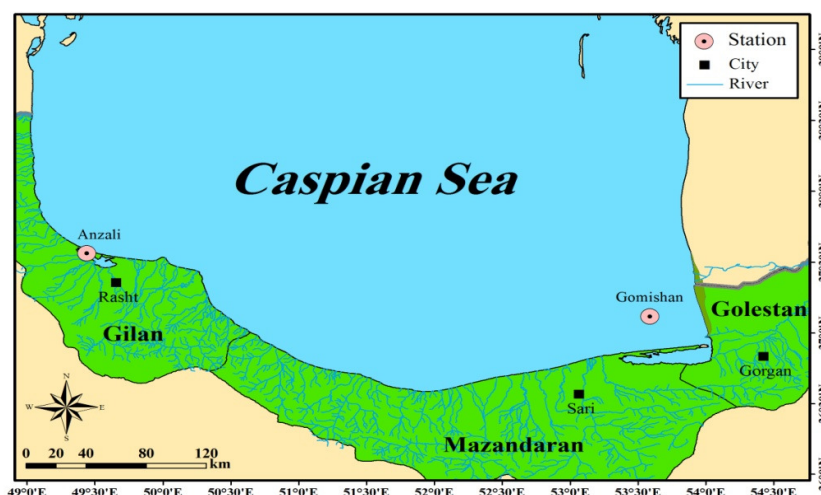 Station
City
River
Caspian Sea
Anzali
Rasht
Gilan
Gomishan
Golestan
Gorgan
Sari
Mazandaran
N
W E
S
0 20 40 80 120
km
49°0'E 49°30'E 50°0'E 50°30'E 51°0'E 51°30'E 52°0'E 52°30'E 53°0'E 53°30'E 54°0'E 54°30'E